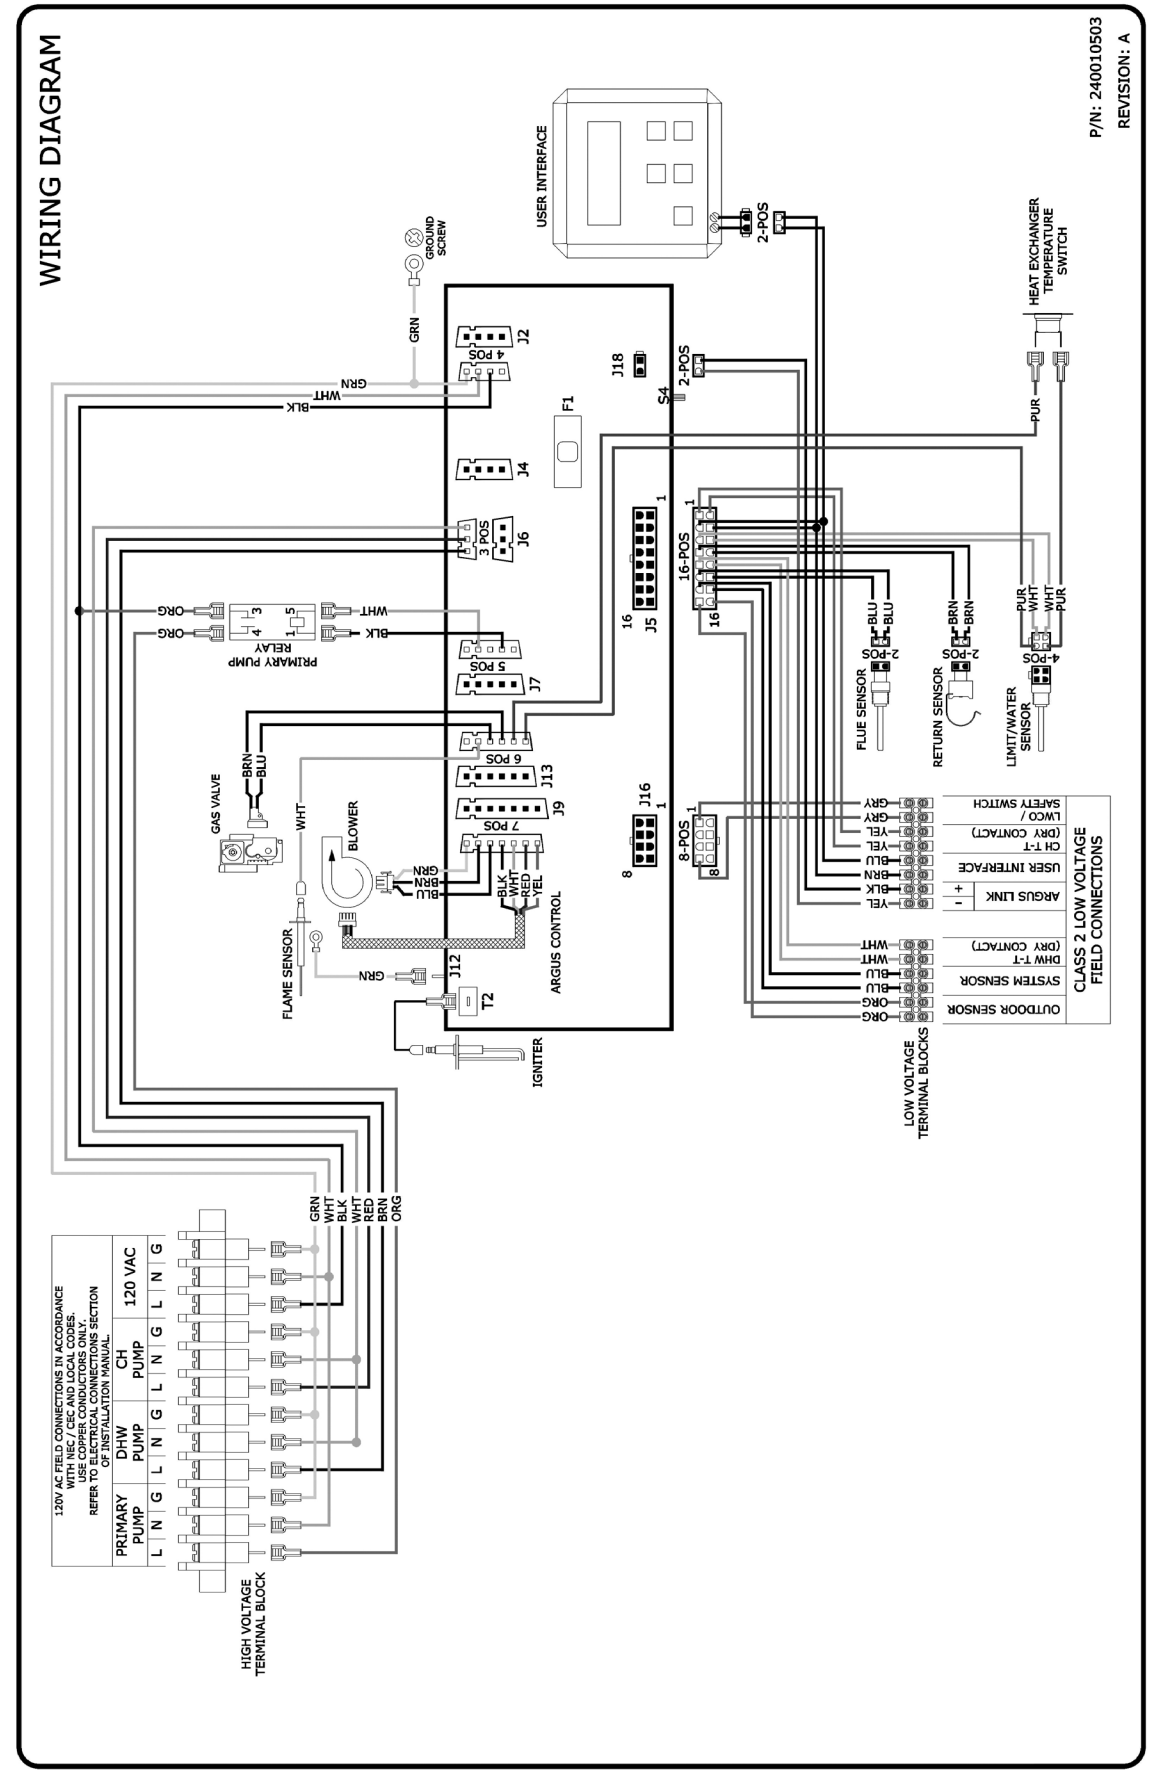 WIRING DIAGRAM
P/N: 240010503
REVISION: A
USER INTERFACE
2-POS
GROUND
SCREW
GRN
HEAT EXCHANGER
TEMPERATURE
SWITCH
PUR
GRN
WHT
BLK
J2
4 POS
J18
2-POS
S4
F1
J4
3 POS
J6
16
1
J5
16-POS
1
16
ORG
ORG
3
4
5
1
PRIMARY PUMP
RELAY
WHT
BLK
5 POS
J7
6 POS
J13
J9
7 POS
GAS VALVE
BRN
BLU
WHT
BLOWER
GRN
BRN
BLU
BLK
WHT
RED
YEL
ARGUS CONTROL
FLAME SENSOR
GRN
J12
T2
IGNITER
8
J16
1
8-POS
1
8
BLU
BLU
2-POS
FLUE SENSOR
BRN
BRN
2-POS
RETURN SENSOR
PUR
WHT
WHT
PUR
4-POS
LIMIT/WATER
SENSOR
GRY
GRY
YEL
YEL
BLU
BRN
BLK
YEL
WHT
WHT
BLU
BLU
ORG
ORG
LWCO /
SAFETY SWITCH
CH T-T
(DRY CONTACT)
USER INTERFACE
ARGUS LINK
+
-
DHW T-T
(DRY CONTACT)
SYSTEM SENSOR
OUTDOOR SENSOR
CLASS 2 LOW VOLTAGE
FIELD CONNECTIONS
LOW VOLTAGE
TERMINAL BLOCKS
GRN
WHT
BLK
WHT
RED
BRN
ORG
120V AC FIELD CONNECTIONS IN ACCORDANCE
WITH NEC / CEC AND LOCAL CODES.
USE COPPER CONDUCTORS ONLY.
REFER TO ELECTRICAL CONNECTIONS SECTION
OF INSTALLATION MANUAL.
PRIMARY
PUMP
DHW
PUMP
CH
PUMP
120 VAC
L N G L N G L N G L N G
HIGH VOLTAGE
TERMINAL BLOCK